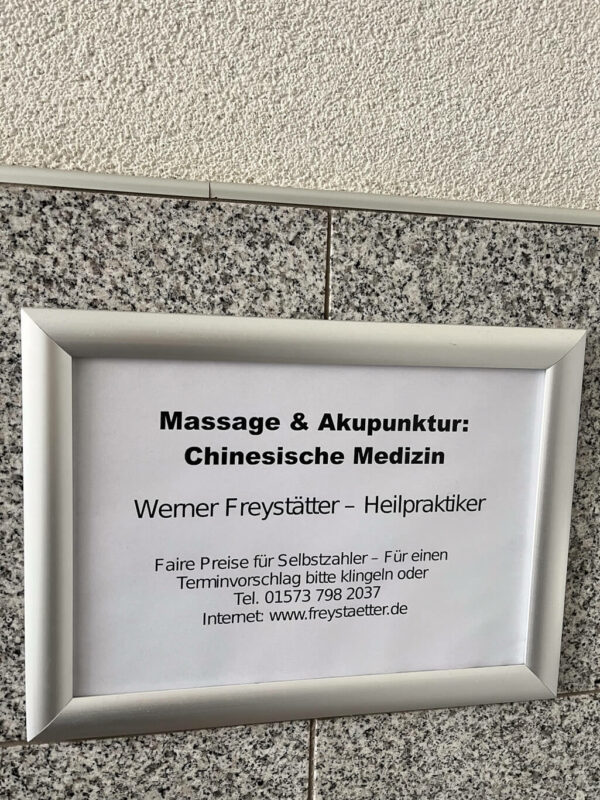 Massage & Akupunktur:
Chinesische Medizin
Werner Freystätter – Heilpraktiker
Faire Preise für Selbstzahler – Für einen
Terminvorschlag bitte klingeln oder
Tel. 01573 798 2037
Internet: www.freystaetter.de